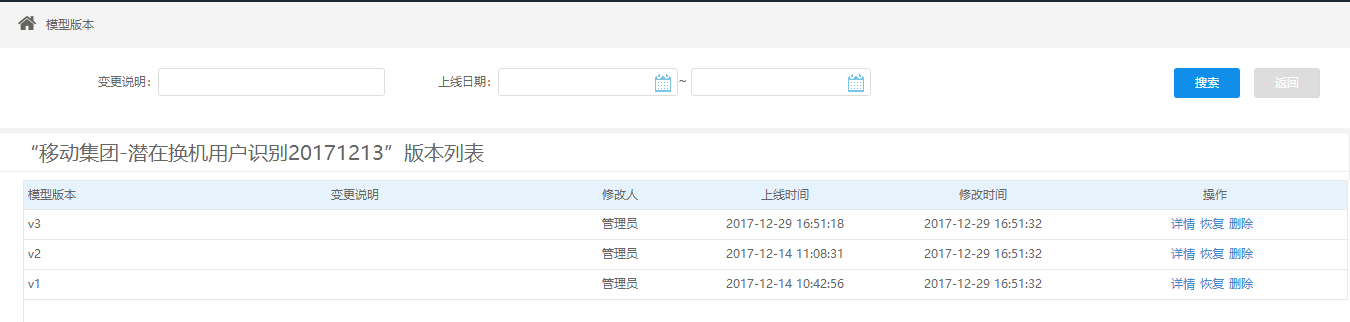 模型版本
变更说明： 上线日期： ~ 搜索 返回
“移动集团-潜在换机用户识别20171213”版本列表
模型版本 变更说明 修改人 上线时间 修改时间 操作
v3 管理员 2017-12-29 16:51:18 2017-12-29 16:51:32 详情 恢复 删除
v2 管理员 2017-12-14 11:08:31 2017-12-29 16:51:32 详情 恢复 删除
v1 管理员 2017-12-14 10:42:56 2017-12-29 16:51:32 详情 恢复 删除